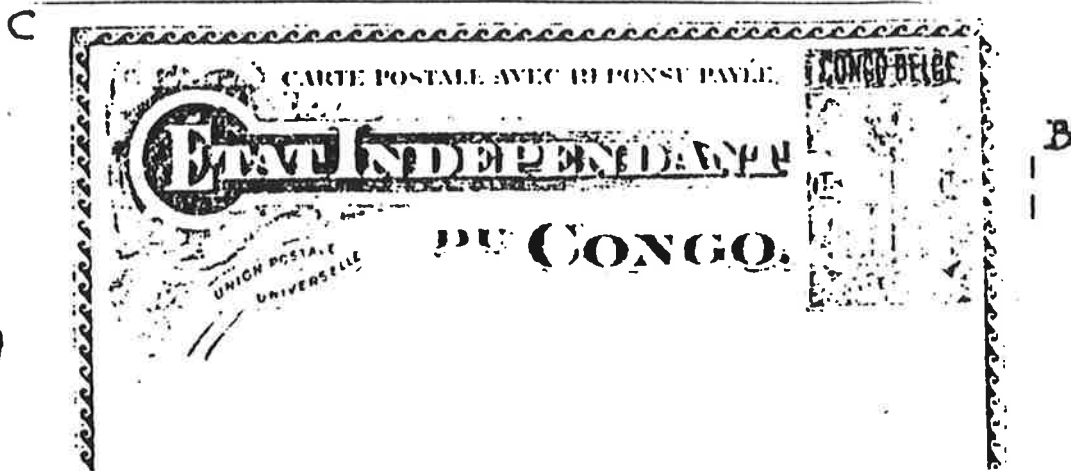 C
CARTE POSTALE AVEC RÉPONSE PAYÉE.
CONGO BELGE
ÉTAT INDÉPENDANT
B
DU CONGO.
UNION POSTALE
UNIVERSELLE